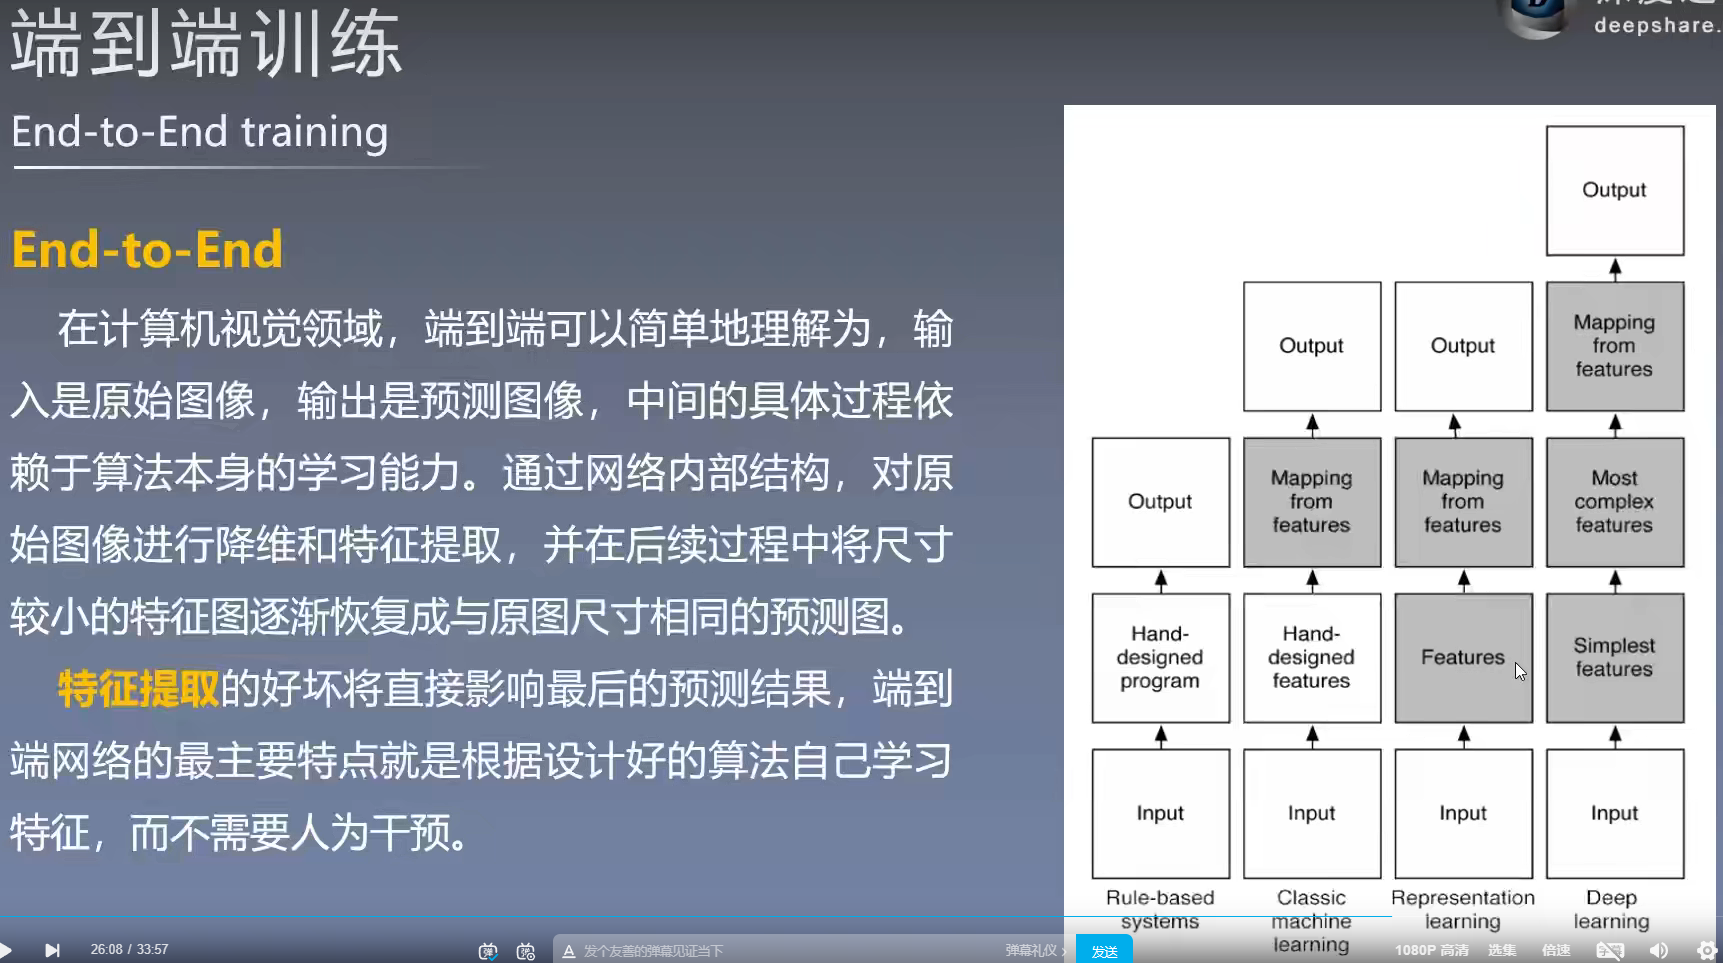 端到端训练
deepshare.
End-to-End training
End-to-End
在计算机视觉领域，端到端可以简单地理解为，输
入是原始图像，输出是预测图像，中间的具体过程依
赖于算法本身的学习能力。通过网络内部结构，对原
始图像进行降维和特征提取，并在后续过程中将尺寸
较小的特征图逐渐恢复成与原图尺寸相同的预测图。
特征提取的好坏将直接影响最后的预测结果，端到
端网络的最主要特点就是根据设计好的算法自己学习
特征，而不需要人为干预。
Output
Output
Output
Mapping
from
features
Output
Mapping
from
features
Mapping
from
features
Most
complex
features
Hand-
designed
program
Hand-
designed
features
Features
Simplest
features
Input
Input
Input
Input
Rule-based
systems
Classic
machine
learning
Representation
learning
Deep
learning
26:08 / 33:57
发个友善的弹幕见证当下
弹幕礼仪 ›
发送
1080P 高清
选集
倍速